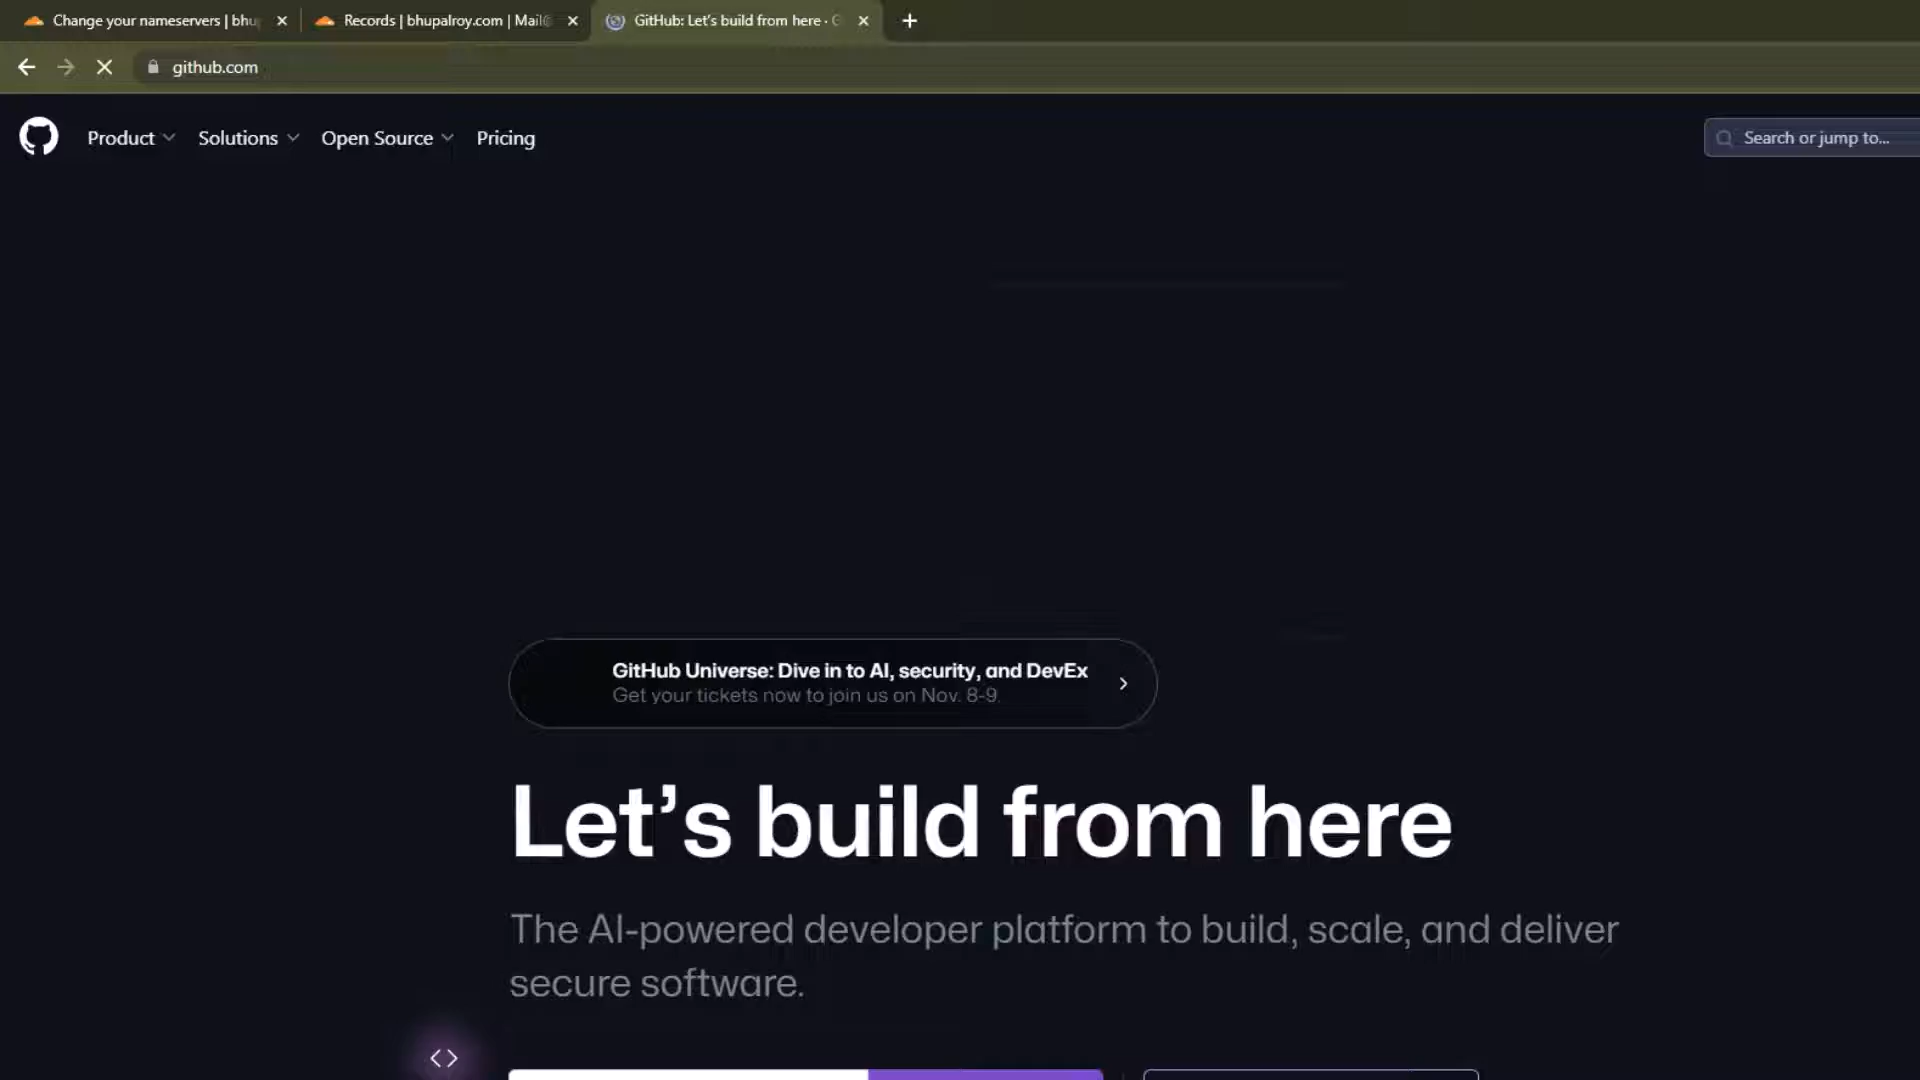 Change your nameservers | bhu
Records | bhupalroy.com | Mail@
GitHub: Let's build from here · G
github.com
Product
Solutions
Open Source
Pricing
Search or jump to...
GitHub Universe: Dive in to AI, security, and DevEx
Get your tickets now to join us on Nov. 8-9.
Let's build from here
The AI-powered developer platform to build, scale, and deliver
secure software.